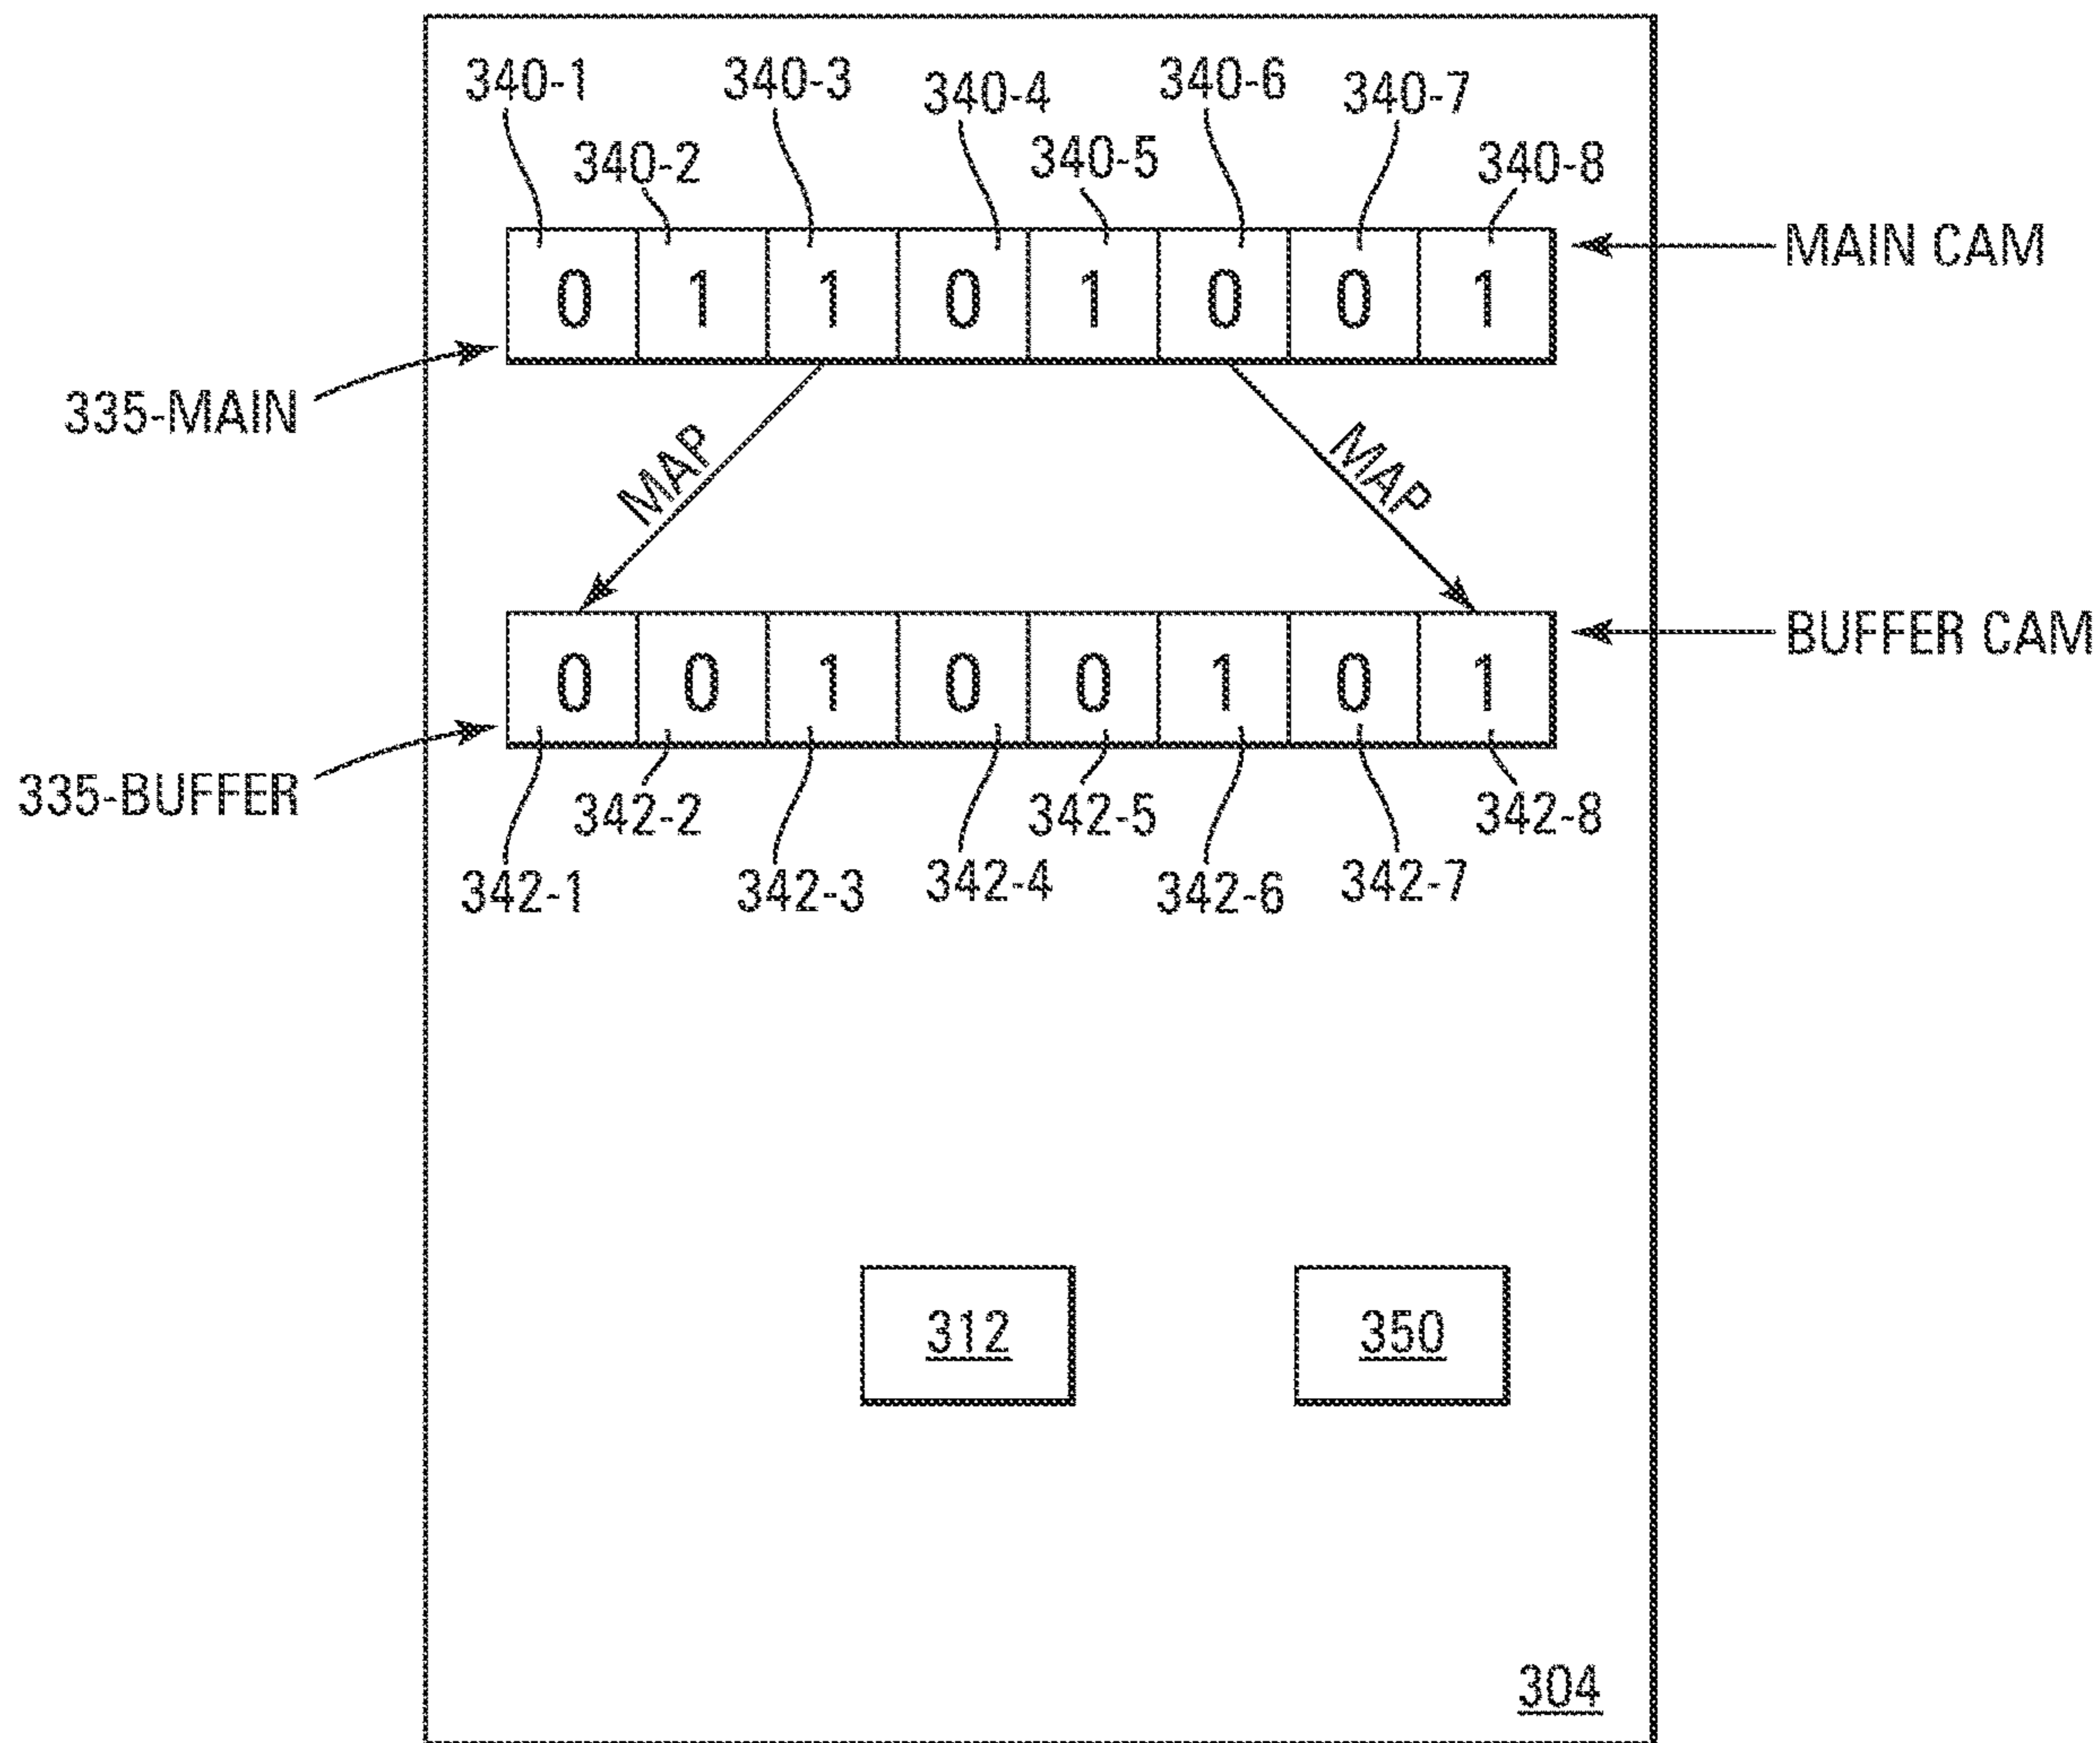 340-1 340-3 340-4 340-6 340-7
340-2 340-5 340-8
MAIN CAM
0 1 1 0 1 0 0 1
335-MAIN
MAP MAP
BUFFER CAM
0 0 1 0 0 1 0 1
335-BUFFER
342-2 342-5 342-8
342-1 342-3 342-4 342-6 342-7
312 350
304